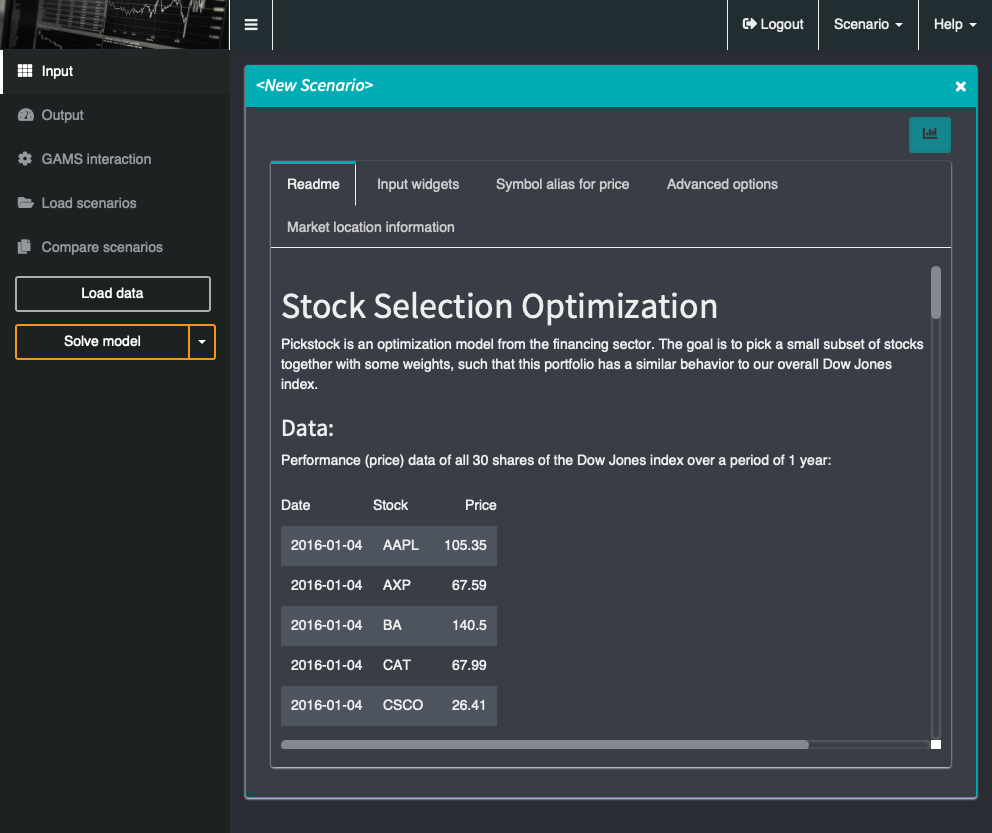 Logout
Scenario
Help
Input
Output
GAMS interaction
Load scenarios
Compare scenarios
Load data
Solve model
<New Scenario>
Readme
Input widgets
Symbol alias for price
Advanced options
Market location information
Stock Selection Optimization
Pickstock is an optimization model from the financing sector. The goal is to pick a small subset of stocks
together with some weights, such that this portfolio has a similar behavior to our overall Dow Jones
index.
Data:
Performance (price) data of all 30 shares of the Dow Jones index over a period of 1 year:
Date Stock Price
2016-01-04 AAPL 105.35
2016-01-04 AXP 67.59
2016-01-04 BA 140.5
2016-01-04 CAT 67.99
2016-01-04 CSCO 26.41